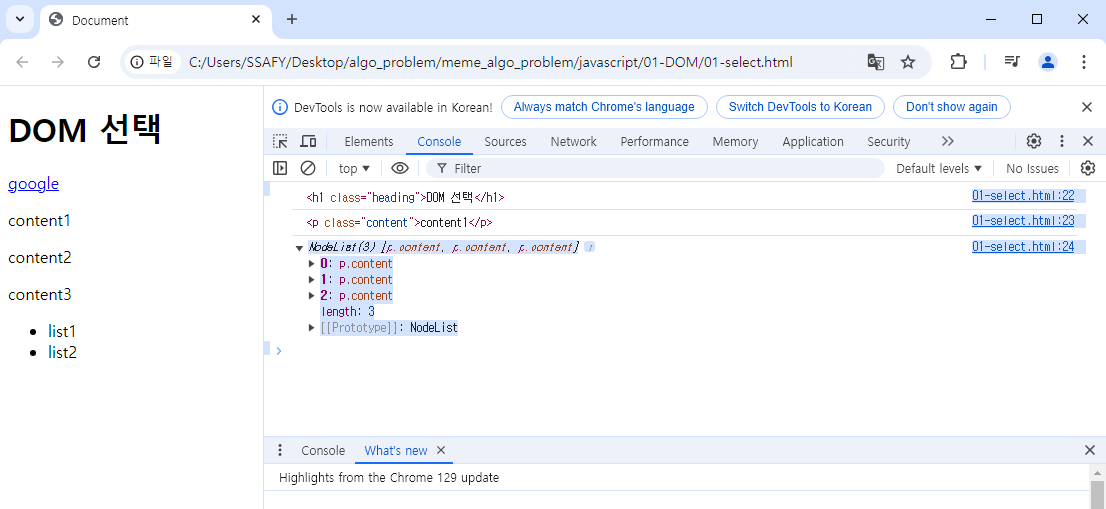 Document
파일 C:/Users/SSAFY/Desktop/algo_problem/meme_algo_problem/javascript/01-DOM/01-select.html
DOM 선택
google
content1
content2
content3
list1
list2
DevTools is now available in Korean! Always match Chrome's language Switch DevTools to Korean Don't show again
Elements Console Sources Network Performance Memory Application Security
top Filter Default levels No Issues
<h1 class="heading">DOM 선택</h1> 01-select.html:22
<p class="content">content1</p> 01-select.html:23
NodeList(3) [p.content, p.content, p.content] i 01-select.html:24
0: p.content
1: p.content
2: p.content
length: 3
[[Prototype]]: NodeList
Console What's new
Highlights from the Chrome 129 update